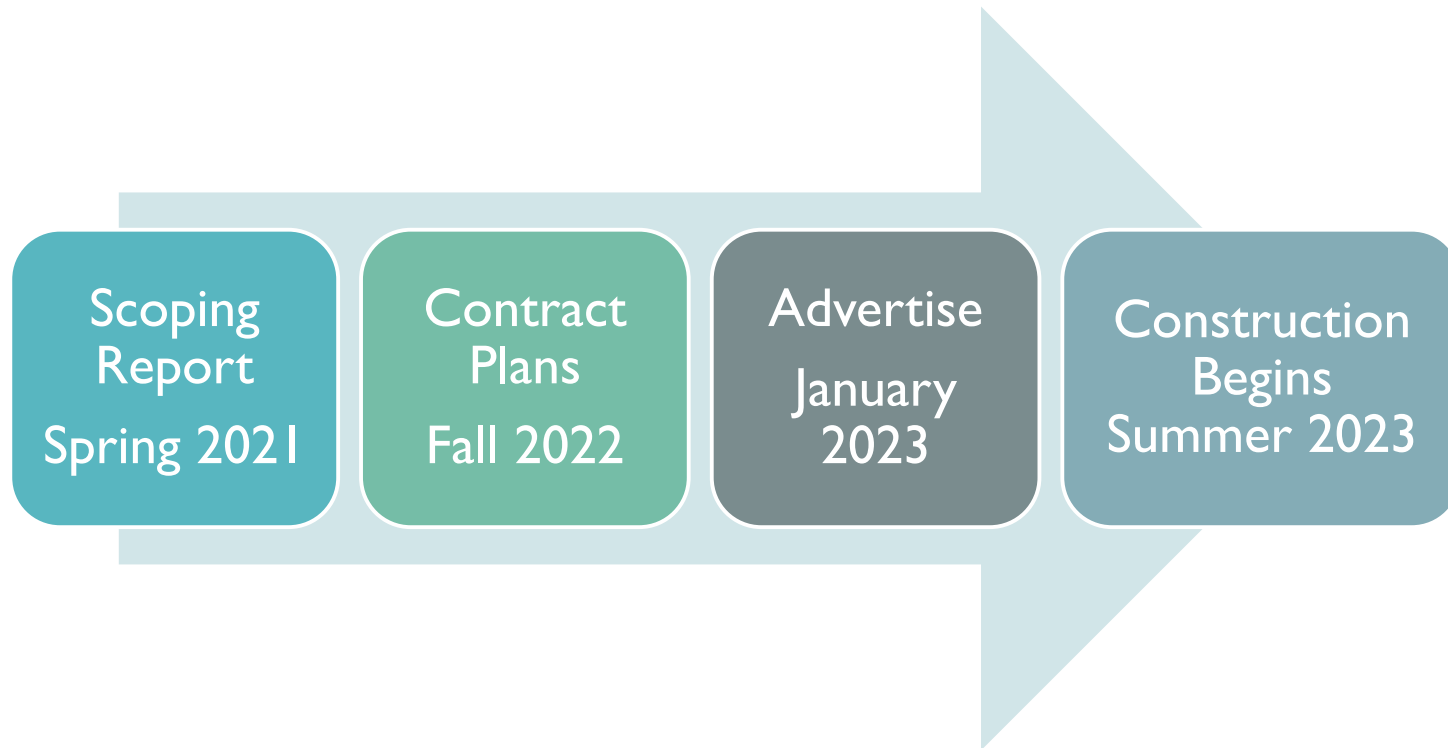 Scoping
Report
Spring 2021
Contract
Plans
Fall 2022
Advertise
January
2023
Construction
Begins
Summer 2023